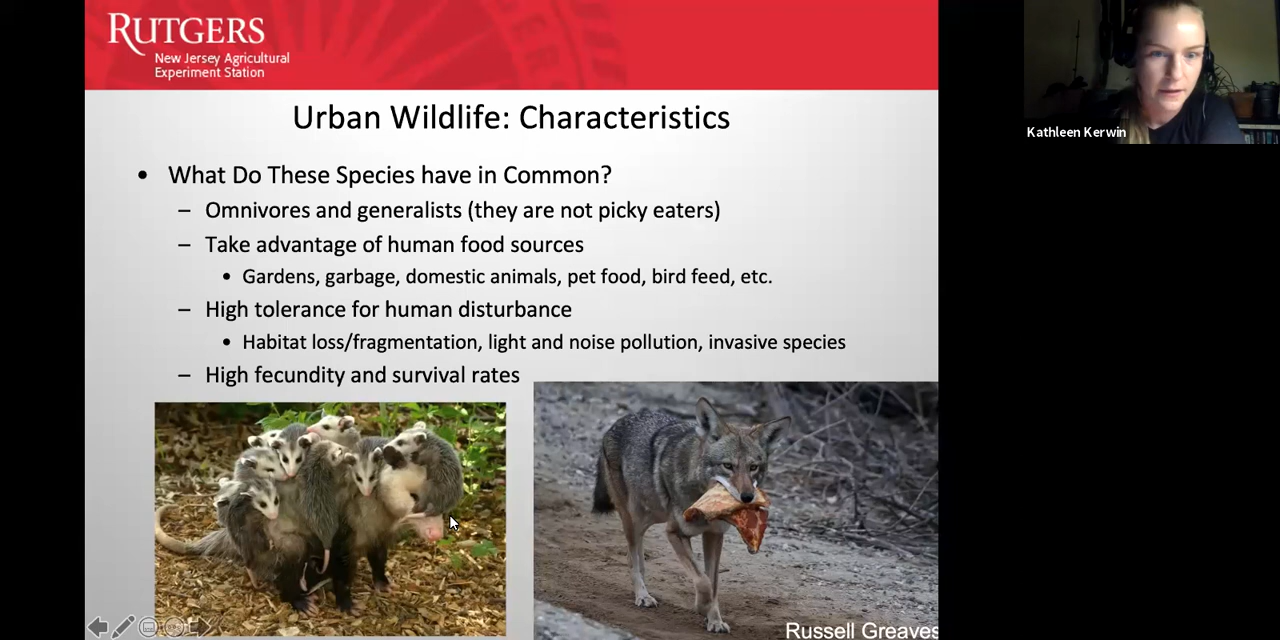 RUTGERS
New Jersey Agricultural
Experiment Station
Urban Wildlife: Characteristics
• What Do These Species have in Common?
– Omnivores and generalists (they are not picky eaters)
– Take advantage of human food sources
• Gardens, garbage, domestic animals, pet food, bird feed, etc.
– High tolerance for human disturbance
• Habitat loss/fragmentation, light and noise pollution, invasive species
– High fecundity and survival rates
Russell Greaves
Kathleen Kerwin